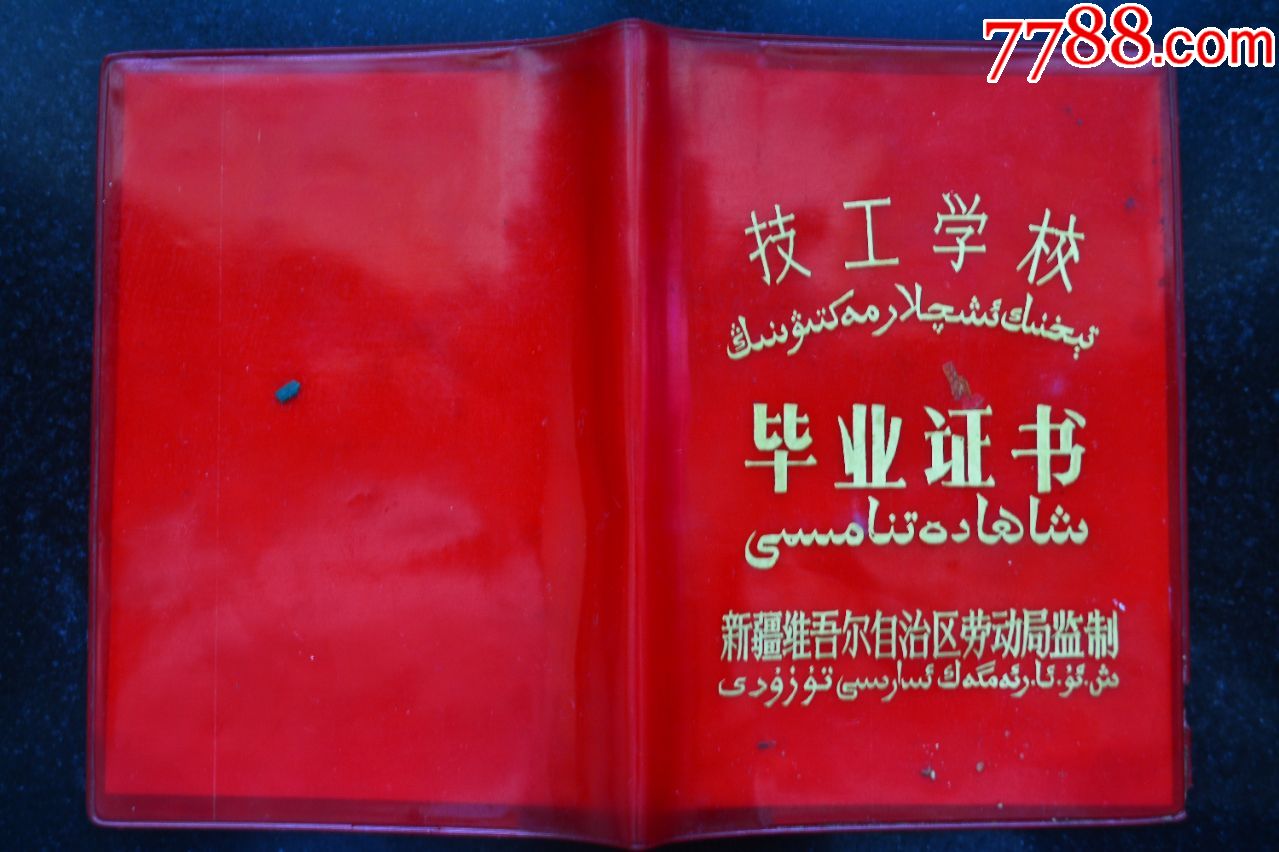 7788.com
技工学校
تېخنىك ئىشچىلار مەكتىۋىنىڭ
毕业证书
شاھادەتنامىسى
新疆维吾尔自治区劳动局监制
ش.ئۇ.ئا.ر ئەمگەك ئىدارىسى تۈزۈدى